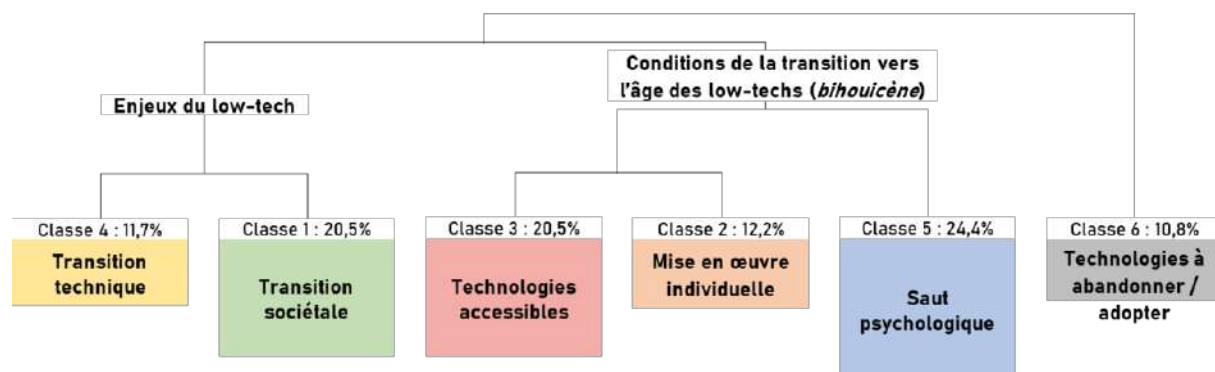 Conditions de la transition vers
l'âge des low-techs (bihouicène)
Enjeux du low-tech
Classe 4 : 11,7%
Transition
technique
Classe 1 : 20,5%
Transition
sociétale
Classe 3 : 20,5%
Technologies
accessibles
Classe 2 : 12,2%
Mise en œuvre
individuelle
Classe 5 : 24,4%
Saut
psychologique
Classe 6 : 10,8%
Technologies à
abandonner /
adopter